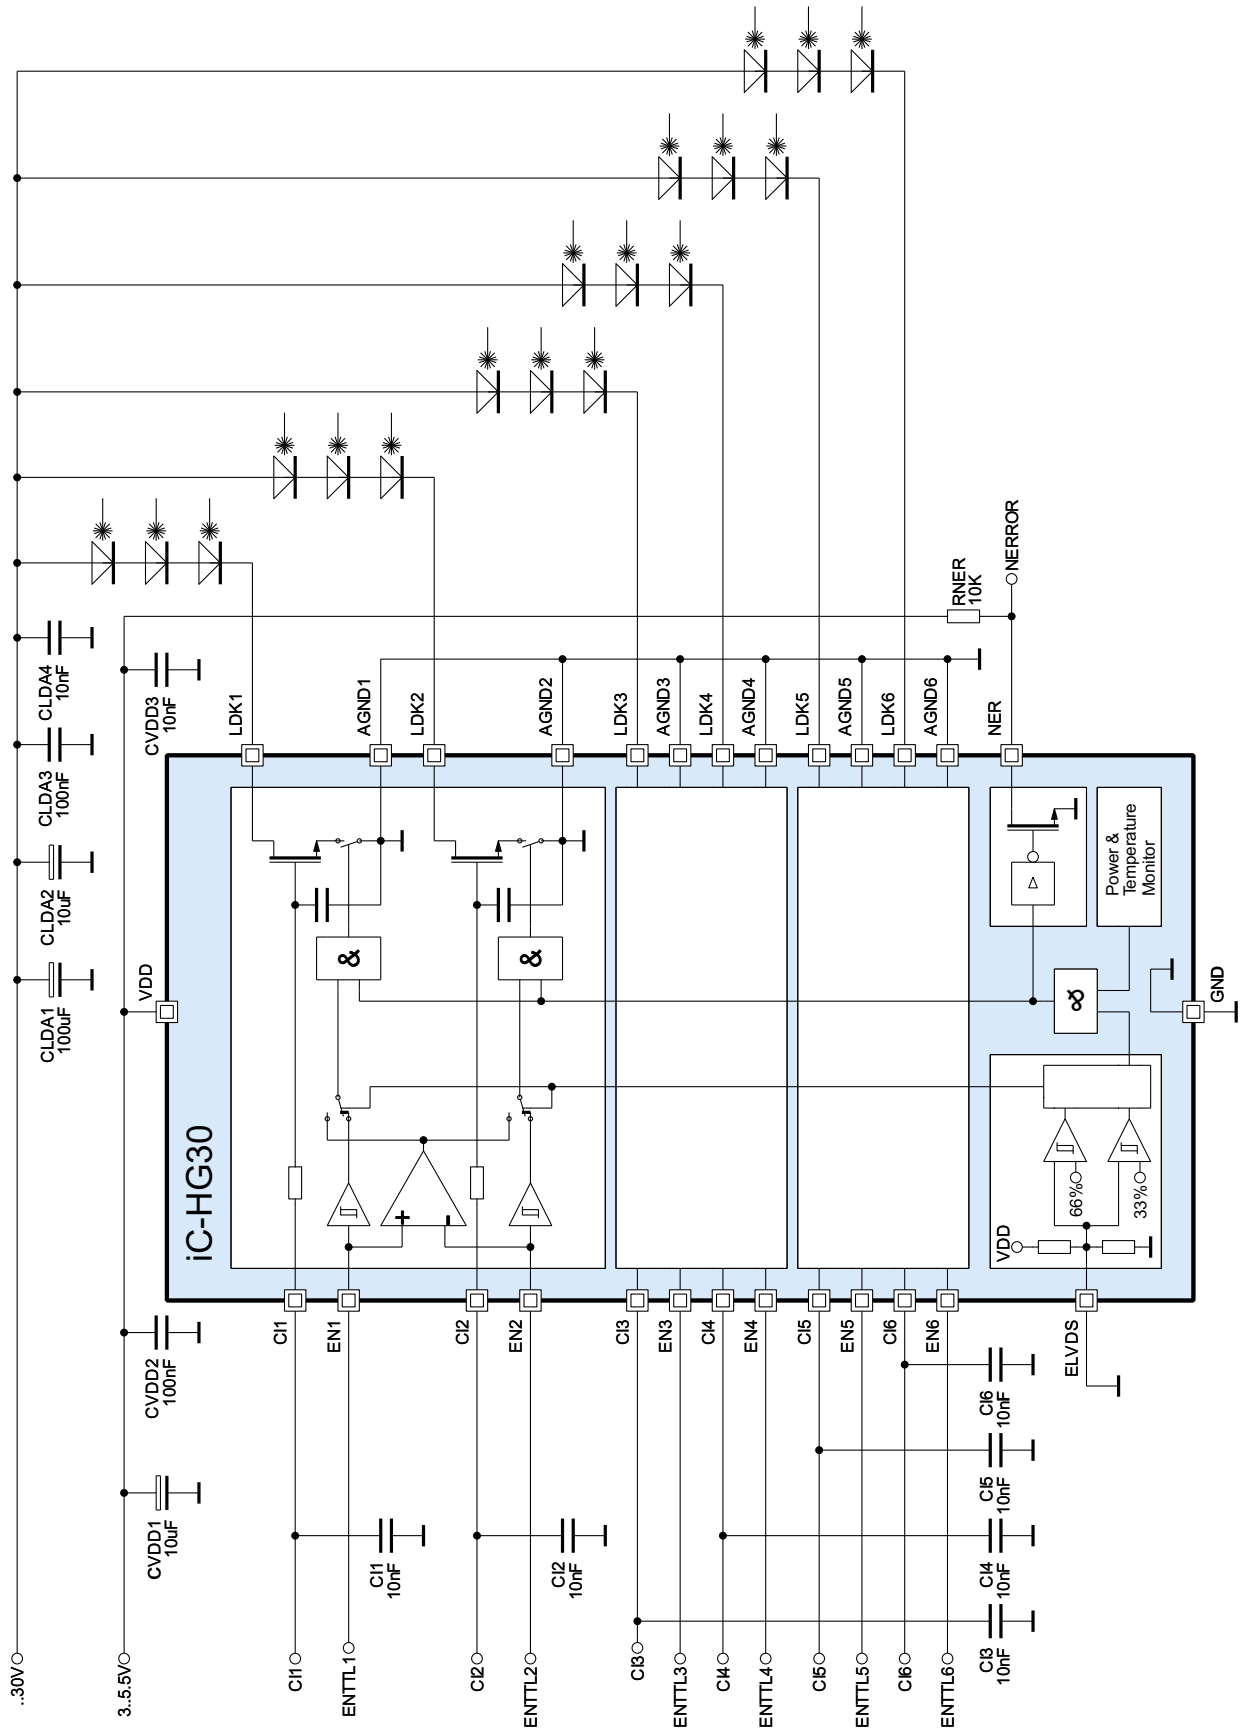 ..30V
3..5.5V
CLDA1
100uF
CLDA2
10uF
CLDA3
100nF
CLDA4
10nF
CVDD1
10uF
CVDD2
100nF
VDD
CVDD3
10nF
iC-HG30
CI1
CI1
LDK1
ENTTL1
EN1
&
AGND1
CI1
10nF
+
-
CI2
CI2
LDK2
ENTTL2
EN2
&
AGND2
CI2
10nF
CI3
CI3
LDK3
ENTTL3
EN3
AGND3
CI4
CI4
LDK4
ENTTL4
EN4
AGND4
CI5
CI5
LDK5
ENTTL5
EN5
AGND5
CI6
CI6
LDK6
ENTTL6
EN6
AGND6
CI3
10nF
CI4
10nF
CI5
10nF
CI6
10nF
RNER
10K
NER
NERROR
VDD
66%
33%
ELVDS
&
Power &
Temperature
Monitor
GND